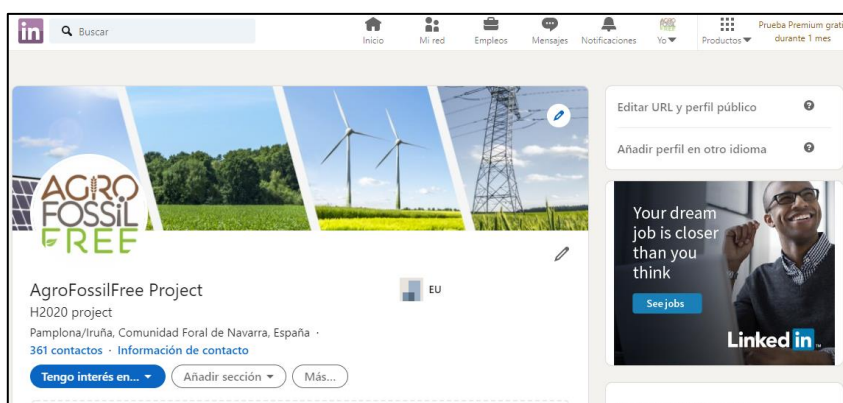 in
Buscar
Inicio
Mi red
Empleos
Mensajes
Notificaciones
Yo
Productos
Prueba Premium grati
durante 1 mes
AGRO
FOSSIL
FREE
AgroFossilFree Project
H2020 project
Pamplona/Iruña, Comunidad Foral de Navarra, España ·
361 contactos · Información de contacto
EU
Tengo interés en...
Añadir sección
Más...
Editar URL y perfil público
Añadir perfil en otro idioma
Your dream
job is closer
than you
think
See jobs
Linked in